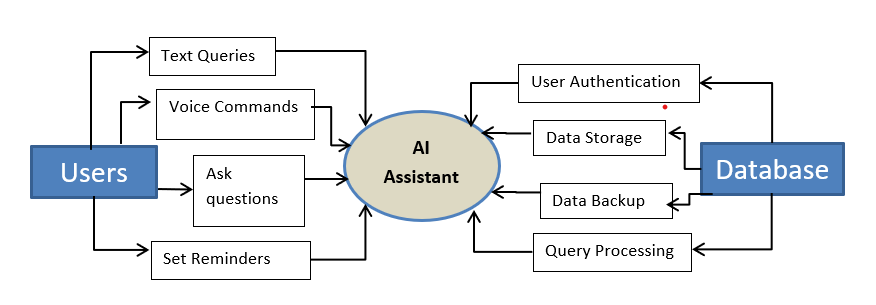 Text Queries
Voice Commands
Users
Ask
questions
Set Reminders
AI
Assistant
User Authentication
Data Storage
Database
Data Backup
Query Processing